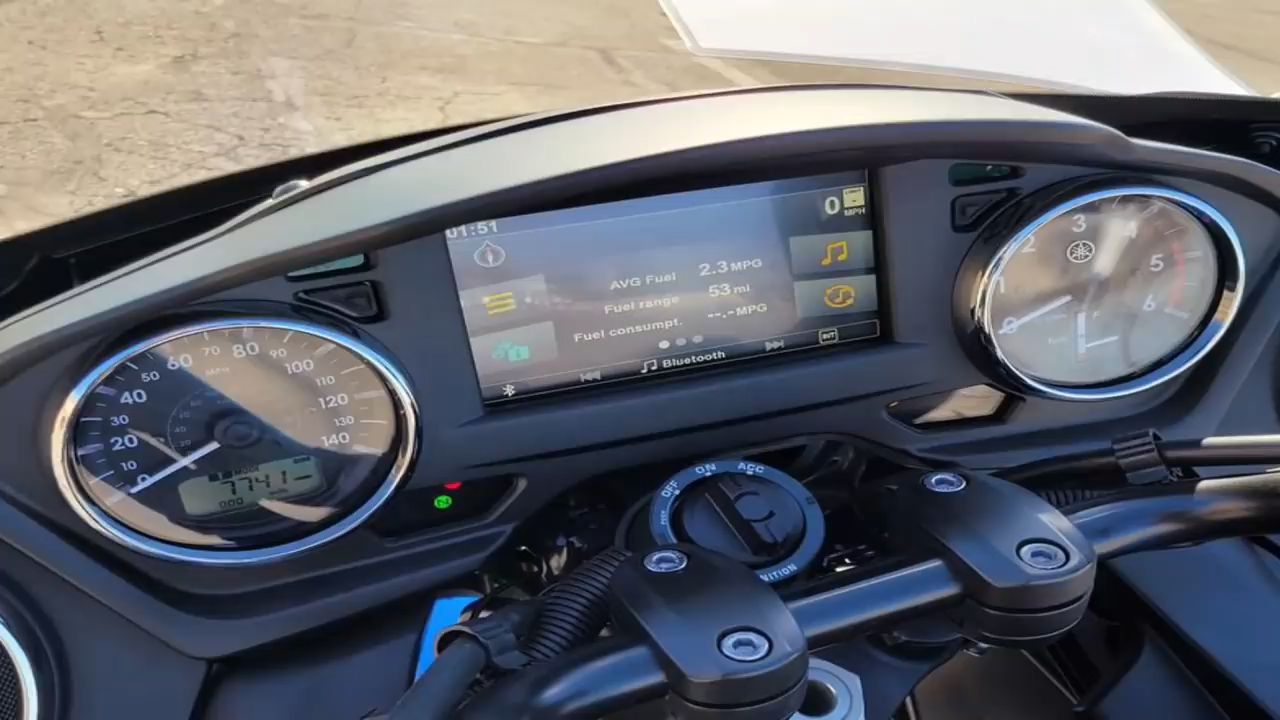 01:51
0
MPH
AVG Fuel 2.3 MPG
Fuel range 53 mi
Fuel consumpt. --.- MPG
Bluetooth
0 10 20 30 40 50 60 70 80 90 100 110 120 130 140
MPH
MODE
7741
000
0 1 2 3 4 5 6
F
OFF ON ACC